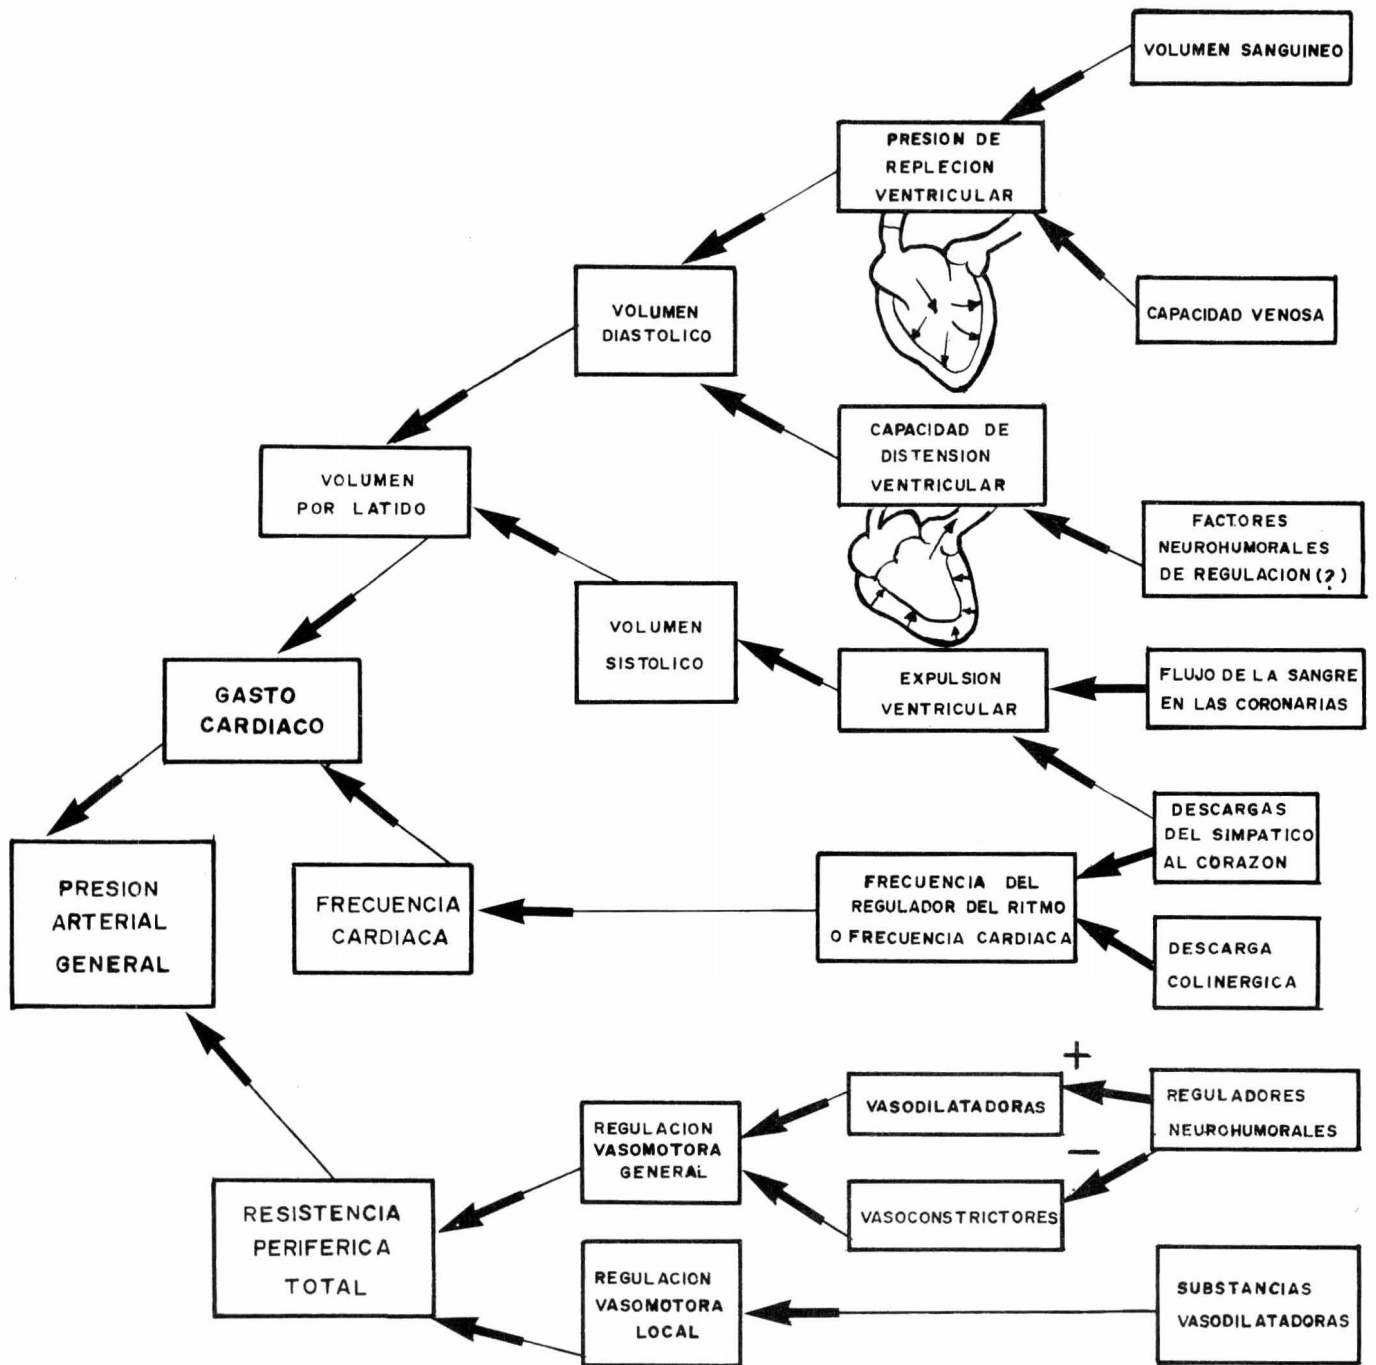 VOLUMEN SANGUINEO
PRESION DE
REPLECION
VENTRICULAR
VOLUMEN
DIASTOLICO
CAPACIDAD VENOSA
CAPACIDAD DE
DISTENSION
VENTRICULAR
VOLUMEN
POR LATIDO
FACTORES
NEUROHUMORALES
DE REGULACION (?)
VOLUMEN
SISTOLICO
EXPULSION
VENTRICULAR
FLUJO DE LA SANGRE
EN LAS CORONARIAS
GASTO
CARDIACO
DESCARGAS
DEL SIMPATICO
AL CORAZON
PRESION
ARTERIAL
GENERAL
FRECUENCIA
CARDIACA
FRECUENCIA DEL
REGULADOR DEL RITMO
O FRECUENCIA CARDIACA
DESCARGA
COLINERGICA
+
VASODILATADORAS
REGULADORES
NEUROHUMORALES
REGULACION
VASOMOTORA
GENERAL
-
VASOCONSTRICTORES
RESISTENCIA
PERIFERICA
TOTAL
REGULACION
VASOMOTORA
LOCAL
SUBSTANCIAS
VASODILATADORAS